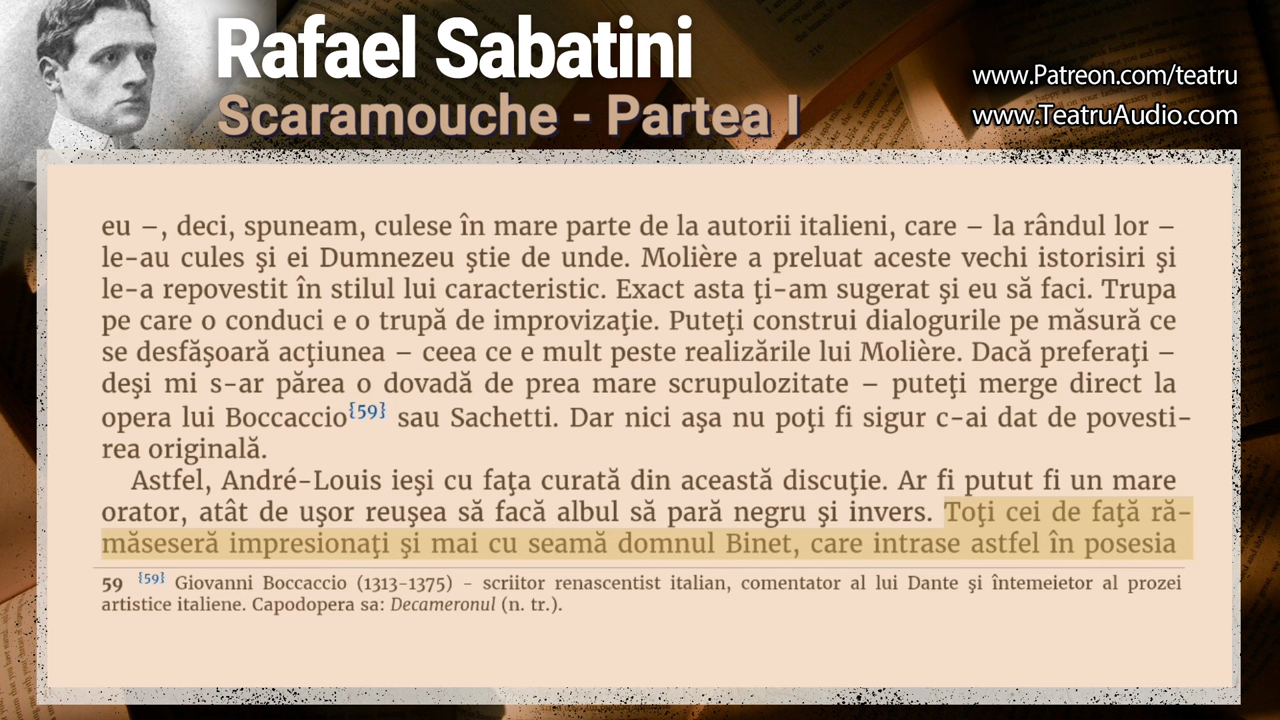 Rafael Sabatini
Scaramouche - Partea I
www.Patreon.com/teatru
www.TeatruAudio.com
eu –, deci, spuneam, culese în mare parte de la autorii italieni, care – la rândul lor –
le-au cules şi ei Dumnezeu ştie de unde. Molière a preluat aceste vechi istorisiri şi
le-a repovestit în stilul lui caracteristic. Exact asta ţi-am sugerat şi eu să faci. Trupa
pe care o conduci e o trupă de improvizaţie. Puteţi construi dialogurile pe măsură ce
se desfăşoară acţiunea – ceea ce e mult peste realizările lui Molière. Dacă preferaţi –
deşi mi s-ar părea o dovadă de prea mare scrupulozitate – puteţi merge direct la
opera lui Boccaccio{59} sau Sachetti. Dar nici aşa nu poţi fi sigur c-ai dat de povesti-
rea originală.
Astfel, André-Louis ieşi cu faţa curată din această discuţie. Ar fi putut fi un mare
orator, atât de uşor reuşea să facă albul să pară negru şi invers. Toţi cei de faţă ră-
măseseră impresionaţi şi mai cu seamă domnul Binet, care intrase astfel în posesia
59 {59} Giovanni Boccaccio (1313-1375) - scriitor renascentist italian, comentator al lui Dante şi întemeietor al prozei
artistice italiene. Capodopera sa: Decameronul (n. tr.).